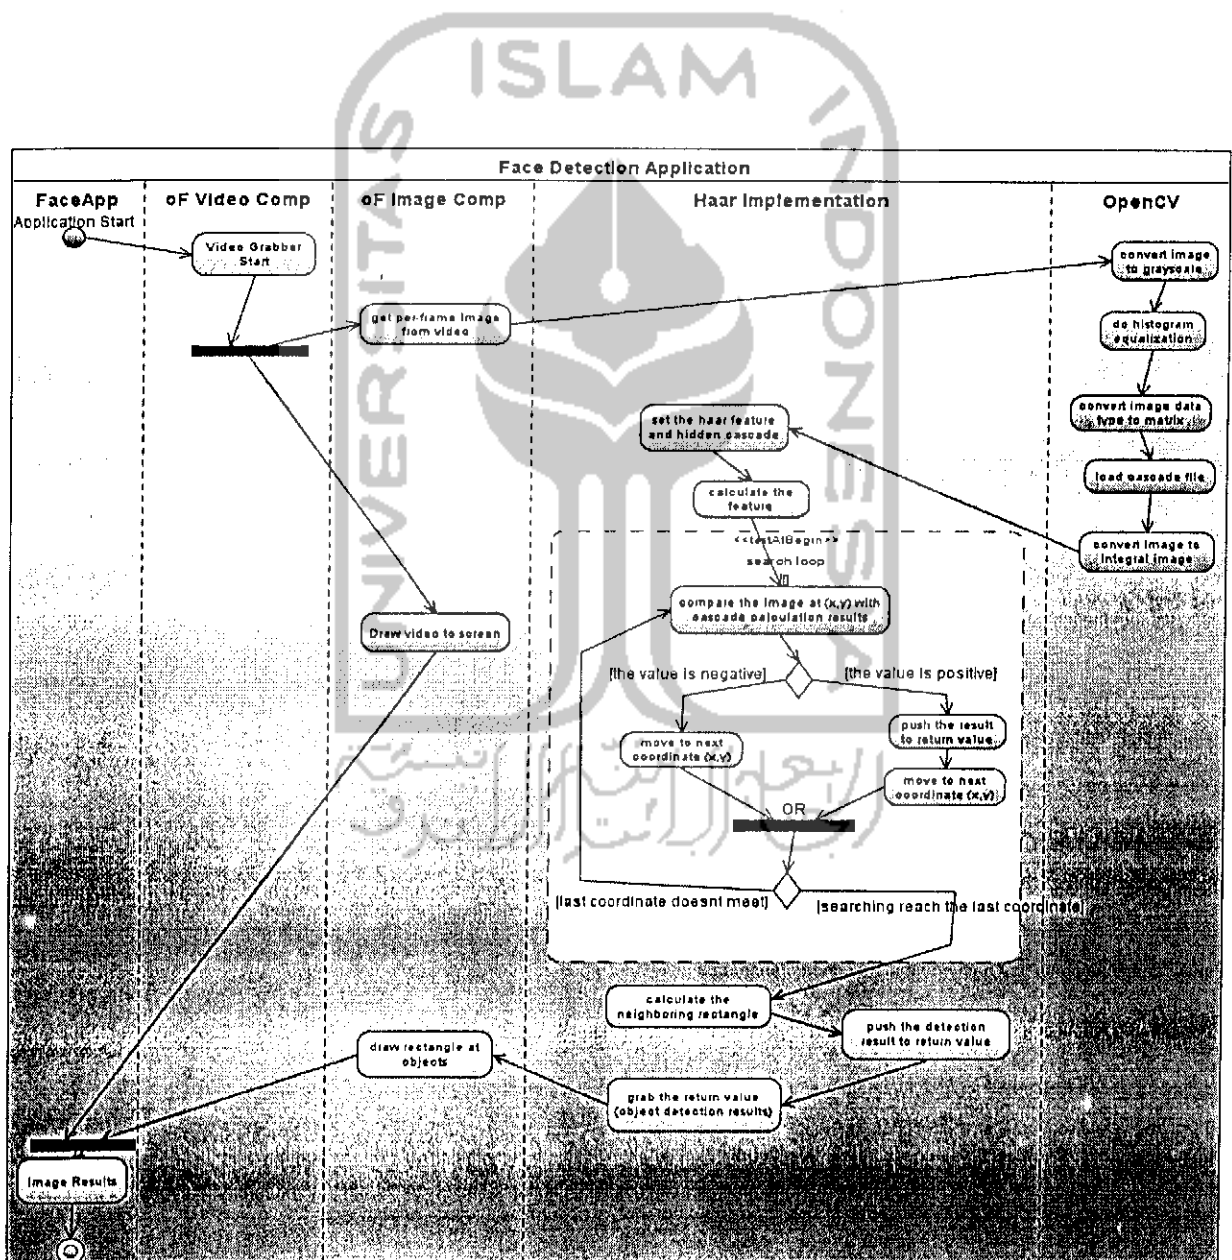 ISLAM
UNIVERSITAS
INDONESIA
Face Detection Application
FaceApp
oF Video Comp
oF Image Comp
Haar Implementation
OpenCV
Application Start
Video Grabber
Start
convert image
to grayscale
get per-frame image
from video
do histogram
equalization
set the haar feature
and hidden cascade
convert image data
type to matrix
load cascade file
calculate the
feature
<<testAtBegin>>
search loop
[]
convert image to
integral image
compare the image at (x,y) with
cascade calculation results
Draw video to screen
[the value is negative]
[the value is positive]
push the result
to return value
move to next
coordinate (x,y)
move to next
coordinate (x,y)
OR
[last coordinate doesnt meet]
[searching reach the last coordinate]
calculate the
neighboring rectangle
push the detection
result to return value
draw rectangle at
objects
grab the return value
(object detection results)
Image Results